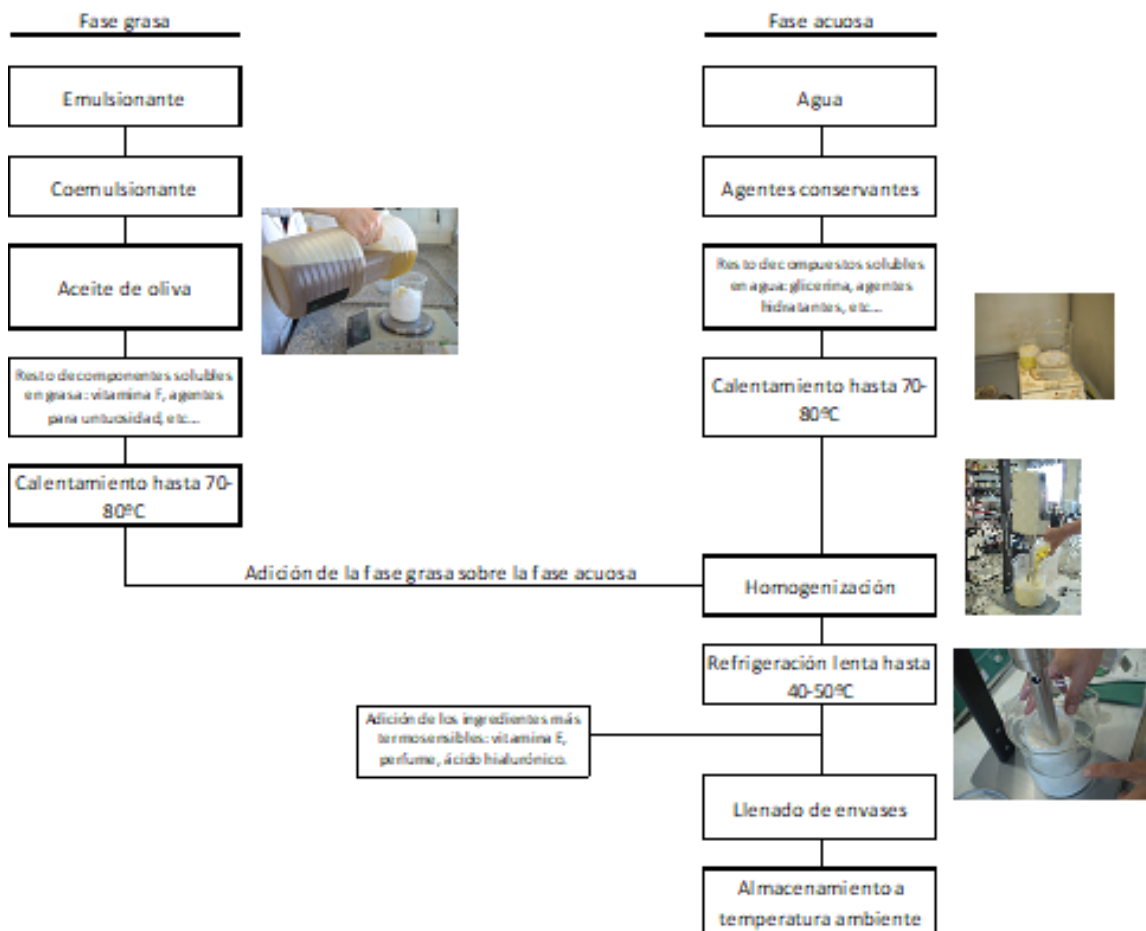 Fase grasa
Emulsionante
Coemulsionante
Aceite de oliva
Resto de componentes solubles
en grasa: vitamina F, agentes
para untuosidad, etc...
Calentamiento hasta 70-
80ºC
Fase acuosa
Agua
Agentes conservantes
Resto de compuestos solubles
en agua: glicerina, agentes
hidratantes, etc...
Calentamiento hasta 70-
80ºC
Adición de la fase grasa sobre la fase acuosa
Homogenización
Refrigeración lenta hasta
40-50ºC
Adición de los ingredientes más
termosensibles: vitamina E,
perfume, ácido hialurónico.
Llenado de envases
Almacenamiento a
temperatura ambiente